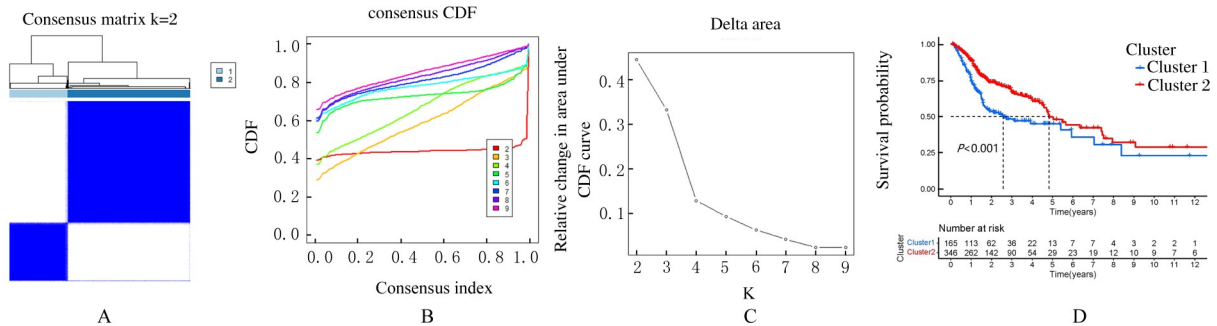 Consensus matrix k=2
1
2
A
consensus CDF
CDF
1.0
0.8
0.6
0.4
0.2
0.0
2
3
4
5
6
7
8
9
0.0 0.2 0.4 0.6 0.8 1.0
Consensus index
B
Delta area
Relative change in area under
CDF curve
0.4
0.3
0.2
0.1
2 3 4 5 6 7 8 9
K
C
Survival probability
1.00
0.75
0.50
0.25
0.00
Cluster
Cluster 1
Cluster 2
P<0.001
0 1 2 3 4 5 6 7 8 9 10 11 12
Time(years)
Number at risk
Cluster
Cluster1 165 113 62 36 22 13 7 7 4 3 2 2 1
Cluster2 346 262 142 90 54 29 23 19 12 10 9 7 6
0 1 2 3 4 5 6 7 8 9 10 11 12
Time(years)
D